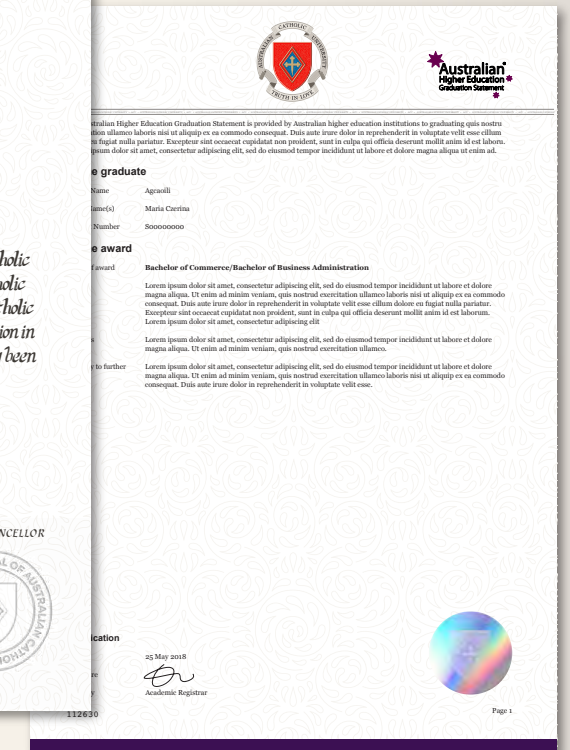 AUSTRALIAN CATHOLIC UNIVERSITY
TRUTH IN LOVE
Australian
Higher Education
Graduation Statement
stralian Higher Education Graduation Statement is provided by Australian higher education institutions to graduating quis nostru
tion ullamco laboris nisi ut aliquip ex ea commodo consequat. Duis aute irure dolor in reprehenderit in voluptate velit esse cillum
eu fugiat nulla pariatur. Excepteur sint occaecat cupidatat non proident, sunt in culpa qui officia deserunt mollit anim id est laboru.
ipsum dolor sit amet, consectetur adipiscing elit, sed do eiusmod tempor incididunt ut labore et dolore magna aliqua ut enim ad.
e graduate
Name Agcaoili
ame(s) Maria Czerina
Number S00000000
e award
f award Bachelor of Commerce/Bachelor of Business Administration
Lorem ipsum dolor sit amet, consectetur adipiscing elit, sed do eiusmod tempor incididunt ut labore et dolore
magna aliqua. Ut enim ad minim veniam, quis nostrud exercitation ullamco laboris nisi ut aliquip ex ea commodo
consequat. Duis aute irure dolor in reprehenderit in voluptate velit esse cillum dolore eu fugiat nulla pariatur.
Excepteur sint occaecat cupidatat non proident, sunt in culpa qui officia deserunt mollit anim id est laborum.
Lorem ipsum dolor sit amet, consectetur adipiscing elit
s Lorem ipsum dolor sit amet, consectetur adipiscing elit, sed do eiusmod tempor incididunt ut labore et dolore
magna aliqua. Ut enim ad minim veniam, quis nostrud exercitation ullamco.
y to further Lorem ipsum dolor sit amet, consectetur adipiscing elit, sed do eiusmod tempor incididunt ut labore et dolore
magna aliqua. Ut enim ad minim veniam, quis nostrud exercitation ullamco laboris nisi ut aliquip ex ea commodo
consequat. Duis aute irure dolor in reprehenderit in voluptate velit esse.
holic
olic
tholic
ion in
been
NCELLOR
AL OF AUSTRALIAN CATHO
ication
25 May 2018
re
y Academic Registrar
112630
Page 1